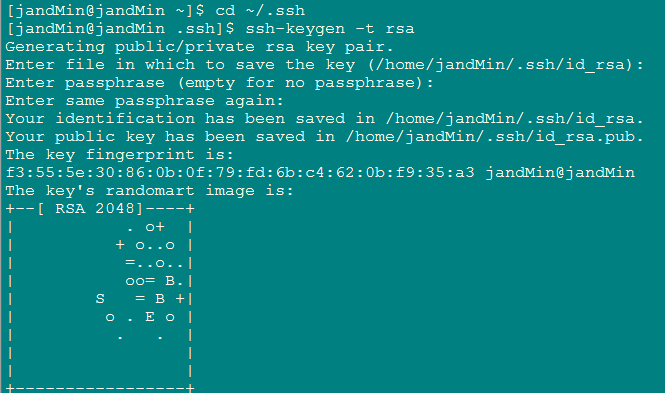 [jandMin@jandMin ~]$ cd ~/.ssh
[jandMin@jandMin .ssh]$ ssh-keygen -t rsa
Generating public/private rsa key pair.
Enter file in which to save the key (/home/jandMin/.ssh/id_rsa):
Enter passphrase (empty for no passphrase):
Enter same passphrase again:
Your identification has been saved in /home/jandMin/.ssh/id_rsa.
Your public key has been saved in /home/jandMin/.ssh/id_rsa.pub.
The key fingerprint is:
f3:55:5e:30:86:0b:0f:79:fd:6b:c4:62:0b:f9:35:a3 jandMin@jandMin
The key's randomart image is:
+--[ RSA 2048]----+
|           . o+  |
|          + o..o |
|           =..o..|
|           oo= B.|
|        S   = B +|
|         o . E o |
|          .   .  |
|                 |
|                 |
+-----------------+